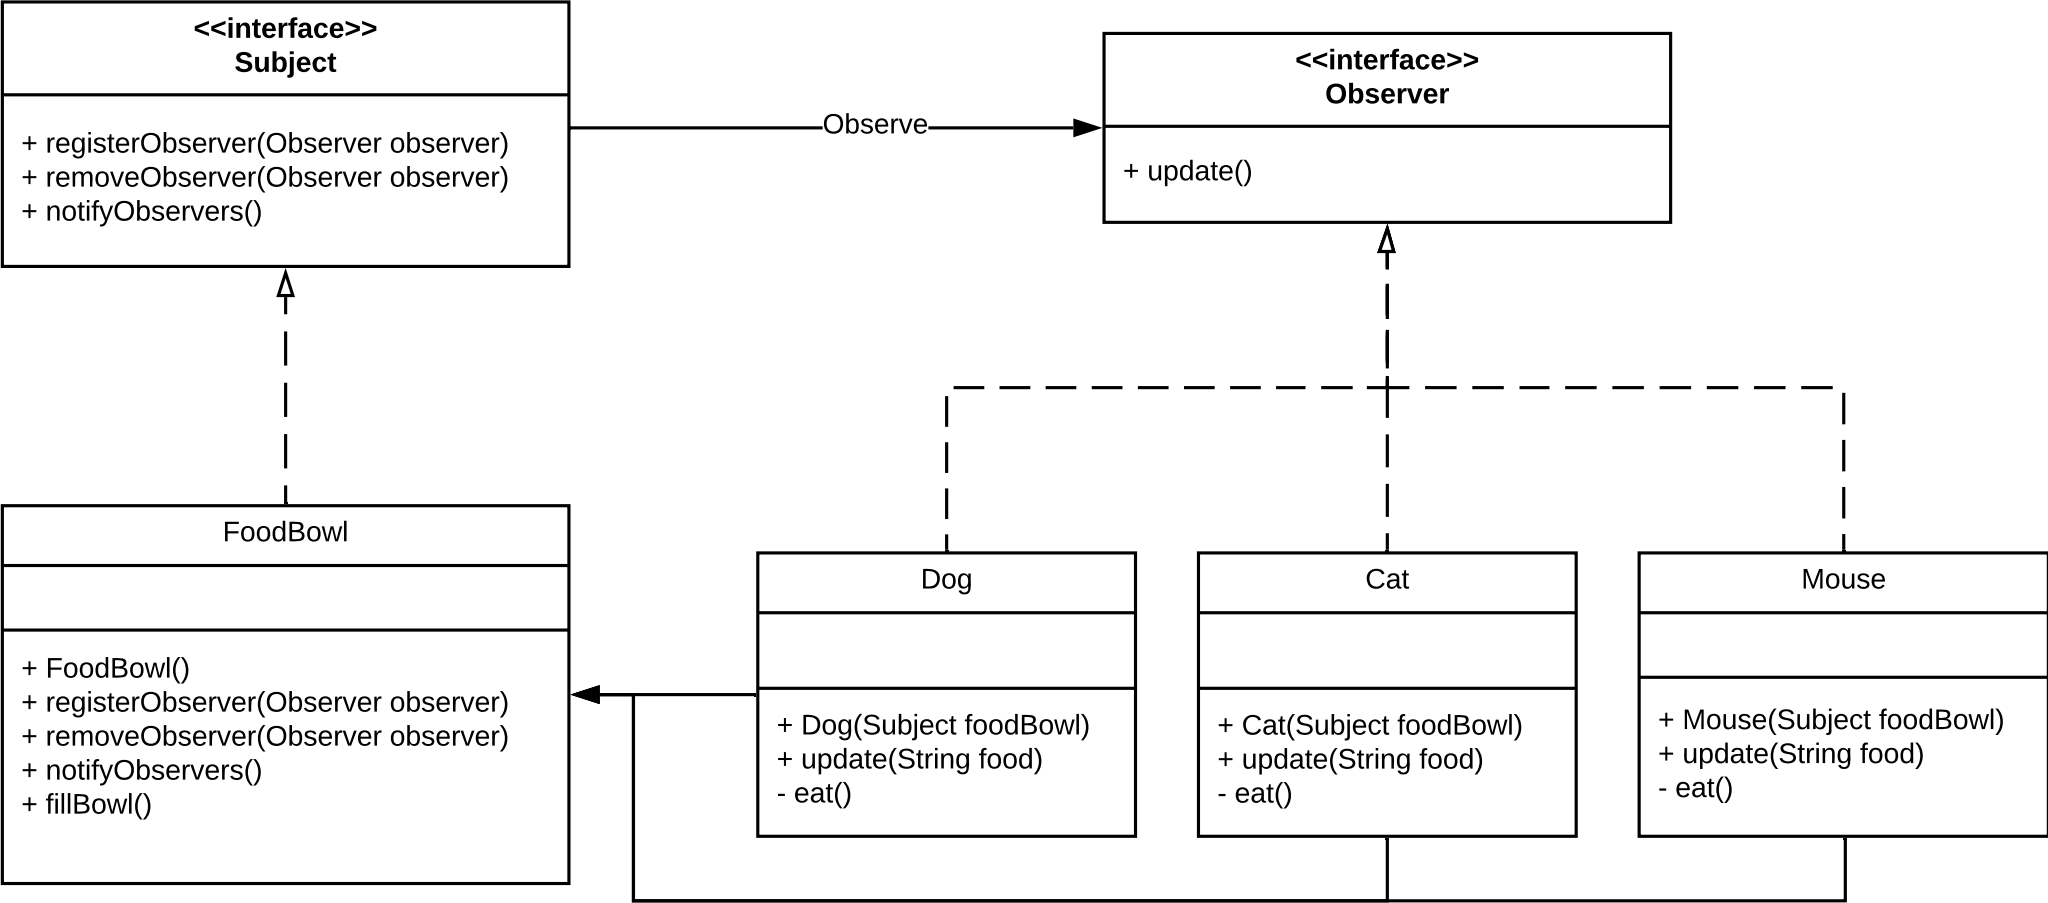 <<interface>>
Subject
+ registerObserver(Observer observer)
+ removeObserver(Observer observer)
+ notifyObservers()
Observe
<<interface>>
Observer
+ update()
FoodBowl
+ FoodBowl()
+ registerObserver(Observer observer)
+ removeObserver(Observer observer)
+ notifyObservers()
+ fillBowl()
Dog
+ Dog(Subject foodBowl)
+ update(String food)
- eat()
Cat
+ Cat(Subject foodBowl)
+ update(String food)
- eat()
Mouse
+ Mouse(Subject foodBowl)
+ update(String food)
- eat()